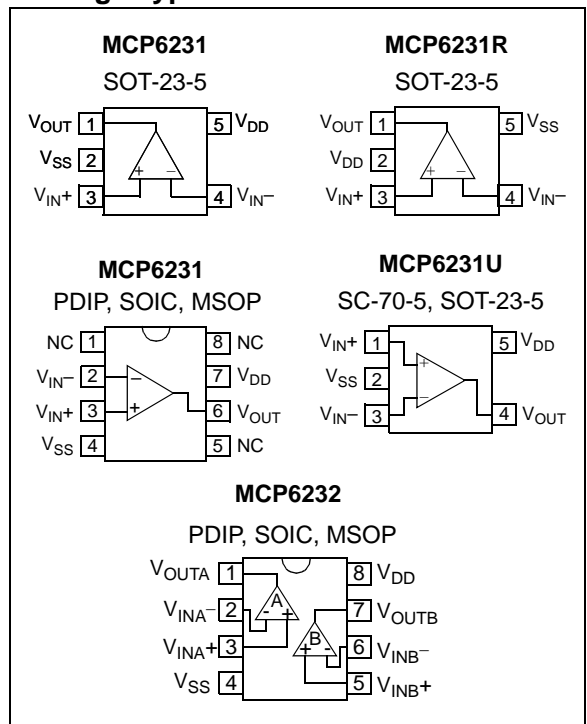 MCP6231
SOT-23-5
VOUT 1 5 VDD
VSS 2
VIN+ 3 4 VIN–
+ –
MCP6231R
SOT-23-5
VOUT 1 5 VSS
VDD 2
VIN+ 3 4 VIN–
+ –
MCP6231
PDIP, SOIC, MSOP
NC 1 8 NC
VIN– 2 – 7 VDD
VIN+ 3 + 6 VOUT
VSS 4 5 NC
MCP6231U
SC-70-5, SOT-23-5
VIN+ 1 + 5 VDD
VSS 2
VIN– 3 – 4 VOUT
MCP6232
PDIP, SOIC, MSOP
VOUTA 1 8 VDD
VINA– 2 A 7 VOUTB
- +
VINA+ 3 B 6 VINB–
+ -
VSS 4 5 VINB+